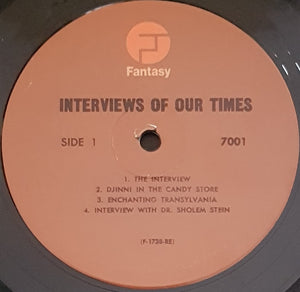 Fantasy
INTERVIEWS OF OUR TIMES
SIDE 1 7001
1. THE INTERVIEW
2. DJINNI IN THE CANDY STORE
3. ENCHANTING TRANSYLVANIA
4. INTERVIEW WITH DR. SHOLEM STEIN
(F-1738-RE)